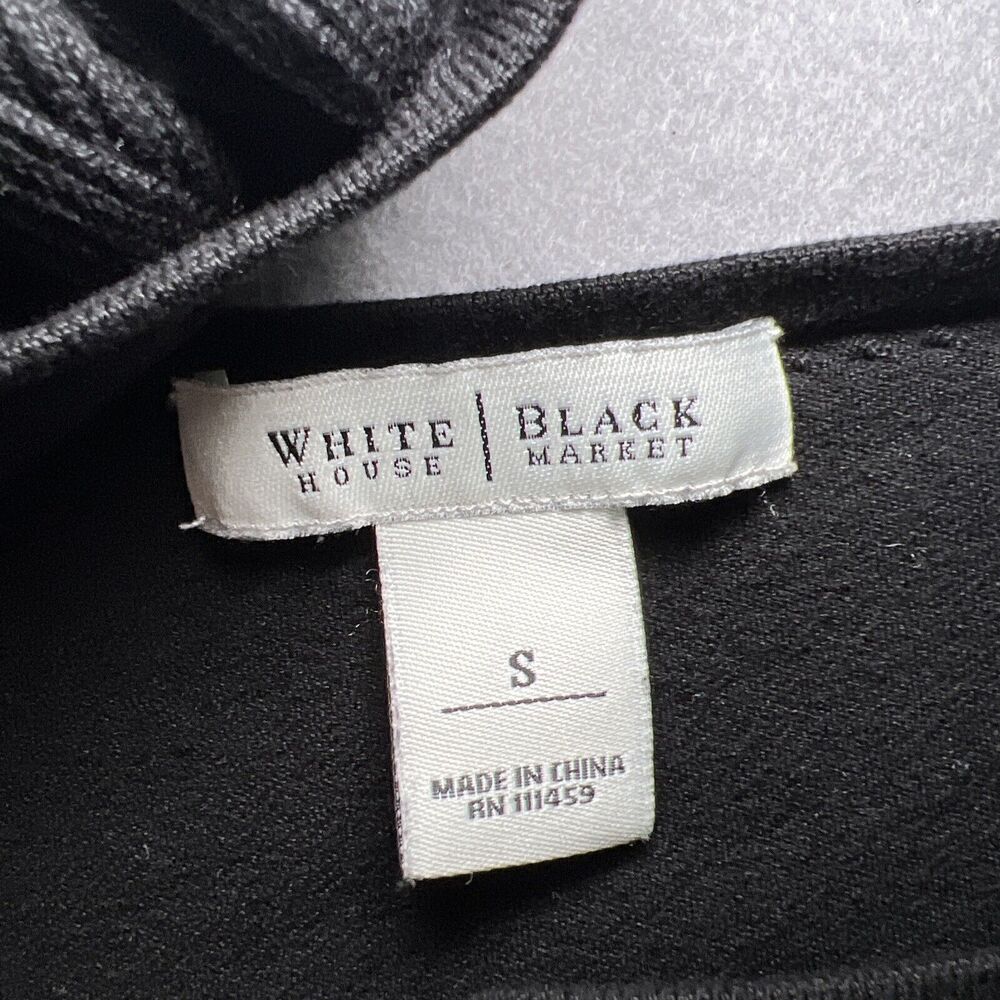 WHITE | BLACK
HOUSE | MARKET
S
MADE IN CHINA
RN 111459